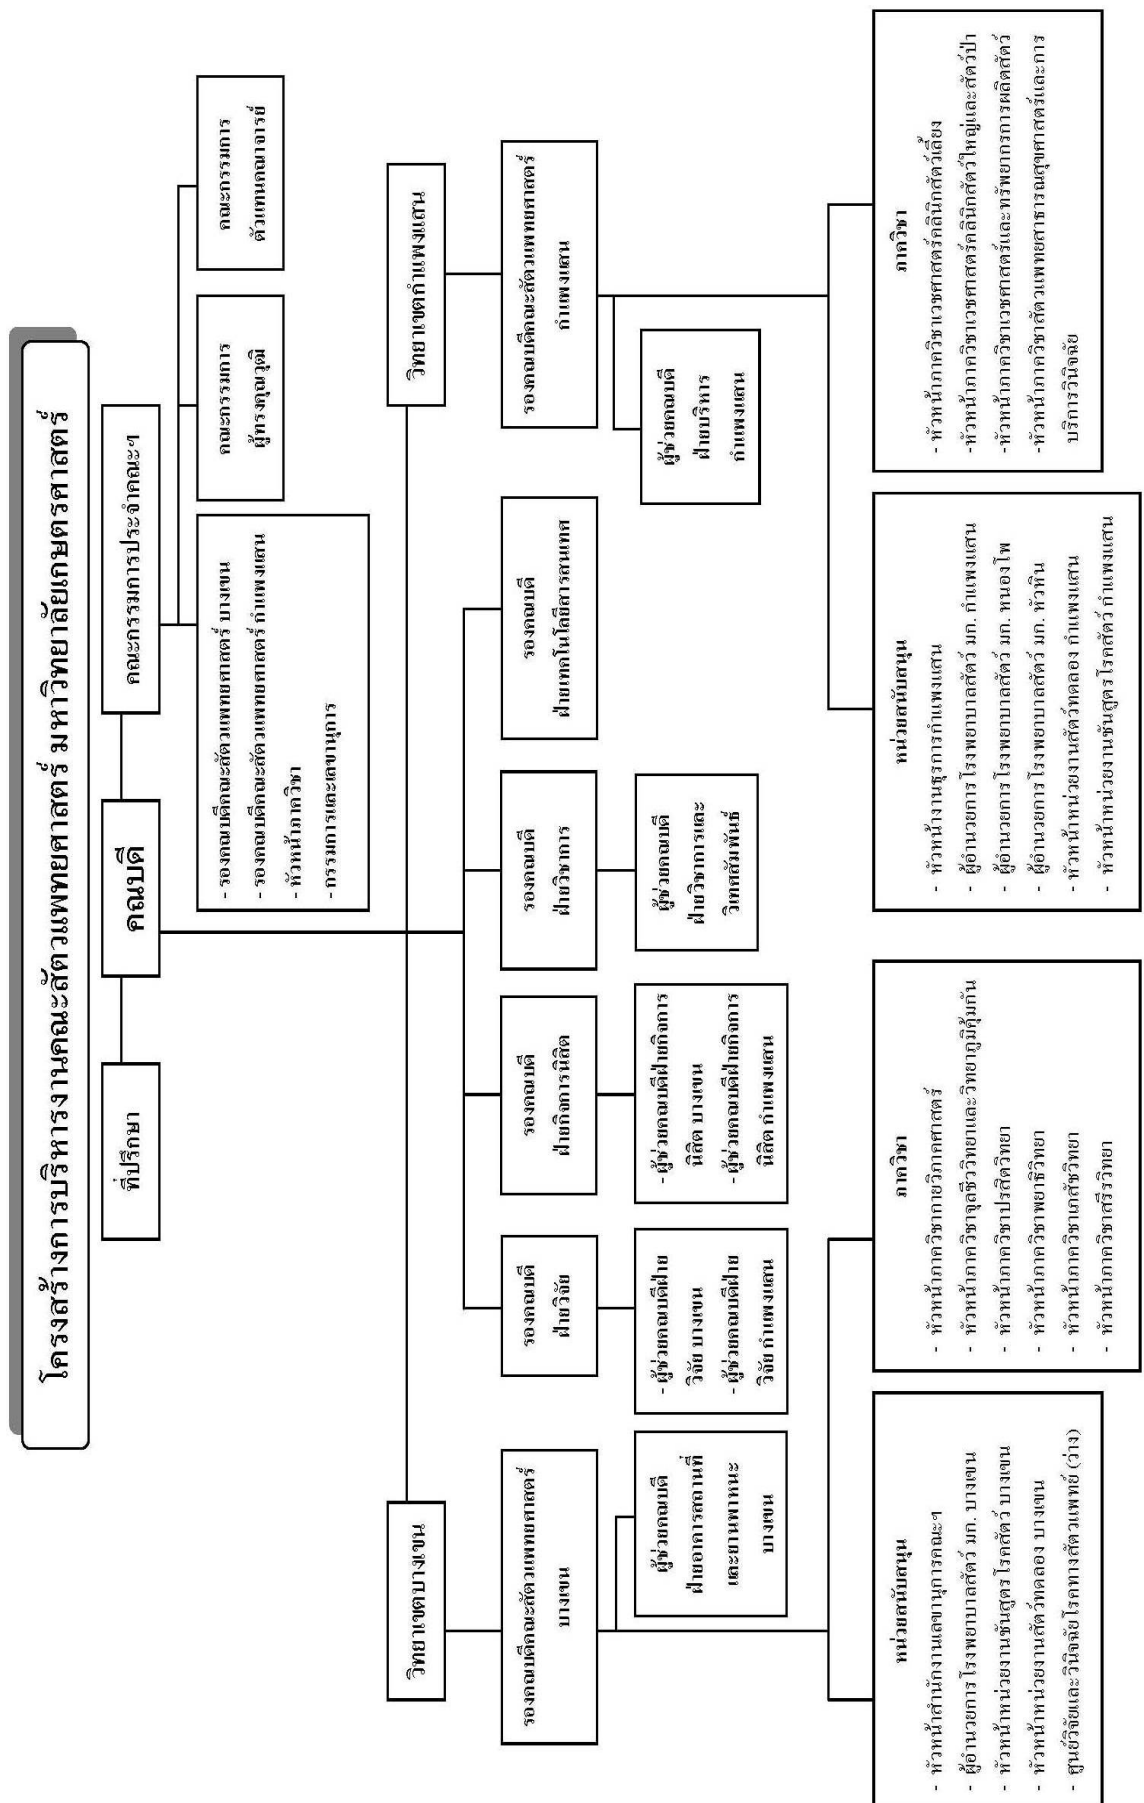 โครงสร้างการบริหารงานคณะสัตวแพทยศาสตร์ มหาวิทยาลัยเกษตรศาสตร์
ที่ปรึกษา
คณบดี
คณะกรรมการประจำคณะฯ
- รองคณบดีคณะสัตวแพทยศาสตร์ บางเขน
- รองคณบดีคณะสัตวแพทยศาสตร์ กำแพงแสน
- หัวหน้าภาควิชา
- กรรมการและเลขานุการ
คณะกรรมการ
ผู้ทรงคุณวุฒิ
คณะกรรมการ
ตัวแทนคณาจารย์
วิทยาเขตบางเขน
วิทยาเขตกำแพงแสน
รองคณบดีคณะสัตวแพทยศาสตร์
บางเขน
รองคณบดี
ฝ่ายวิจัย
รองคณบดี
ฝ่ายกิจการนิสิต
รองคณบดี
ฝ่ายวิชาการ
รองคณบดี
ฝ่ายเทคโนโลยีสารสนเทศ
รองคณบดีคณะสัตวแพทยศาสตร์
กำแพงแสน
ผู้ช่วยคณบดี
ฝ่ายอาคารสถานที่
และยานพาหนะ
บางเขน
- ผู้ช่วยคณบดีฝ่าย
วิจัย บางเขน
- ผู้ช่วยคณบดีฝ่าย
วิจัย กำแพงแสน
- ผู้ช่วยคณบดีฝ่ายกิจการ
นิสิต บางเขน
- ผู้ช่วยคณบดีฝ่ายกิจการ
นิสิต กำแพงแสน
ผู้ช่วยคณบดี
ฝ่ายวิชาการและ
วิเทศสัมพันธ์
ผู้ช่วยคณบดี
ฝ่ายบริหาร
กำแพงแสน
หน่วยสนับสนุน
- หัวหน้าสำนักงานเลขานุการคณะฯ
- ผู้อำนวยการโรงพยาบาลสัตว์ มก. บางเขน
- หัวหน้าหน่วยงานชันสูตรโรคสัตว์ บางเขน
- หัวหน้าหน่วยงานสัตว์ทดลอง บางเขน
- ศูนย์วิจัยและวินิจฉัยโรคทางสัตวแพทย์ (ว่าง)
ภาควิชา
- หัวหน้าภาควิชากายวิภาคศาสตร์
- หัวหน้าภาควิชาจุลชีววิทยาและวิทยาภูมิคุ้มกัน
- หัวหน้าภาควิชาปรสิตวิทยา
- หัวหน้าภาควิชาพยาธิวิทยา
- หัวหน้าภาควิชาเภสัชวิทยา
- หัวหน้าภาควิชาสรีรวิทยา
หน่วยสนับสนุน
- หัวหน้างานธุรการกำแพงแสน
- ผู้อำนวยการโรงพยาบาลสัตว์ มก. กำแพงแสน
- ผู้อำนวยการโรงพยาบาลสัตว์ มก. หนองโพ
- ผู้อำนวยการโรงพยาบาลสัตว์ มก. หัวหิน
- หัวหน้าหน่วยงานสัตว์ทดลอง กำแพงแสน
- หัวหน้าหน่วยงานชันสูตรโรคสัตว์ กำแพงแสน
ภาควิชา
- หัวหน้าภาควิชาเวชศาสตร์คลินิกสัตว์เลี้ยง
-หัวหน้าภาควิชาเวชศาสตร์คลินิกสัตว์ใหญ่และสัตว์ป่า
-หัวหน้าภาควิชาเวชศาสตร์และทรัพยากรการผลิตสัตว์
-หัวหน้าภาควิชาสัตวแพทยสาธารณสุขศาสตร์และการ
บริการวินิจฉัย